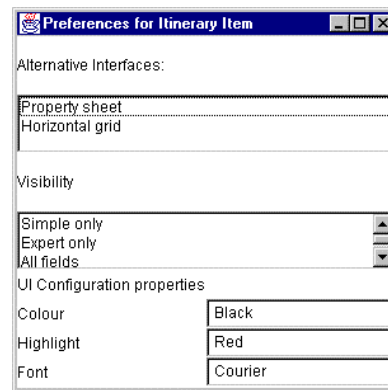 Preferences for Itinerary Item
Alternative Interfaces:
Property sheet
Horizontal grid
Visibility
Simple only
Expert only
All fields
UI Configuration properties
Colour Black
Highlight Red
Font Courier